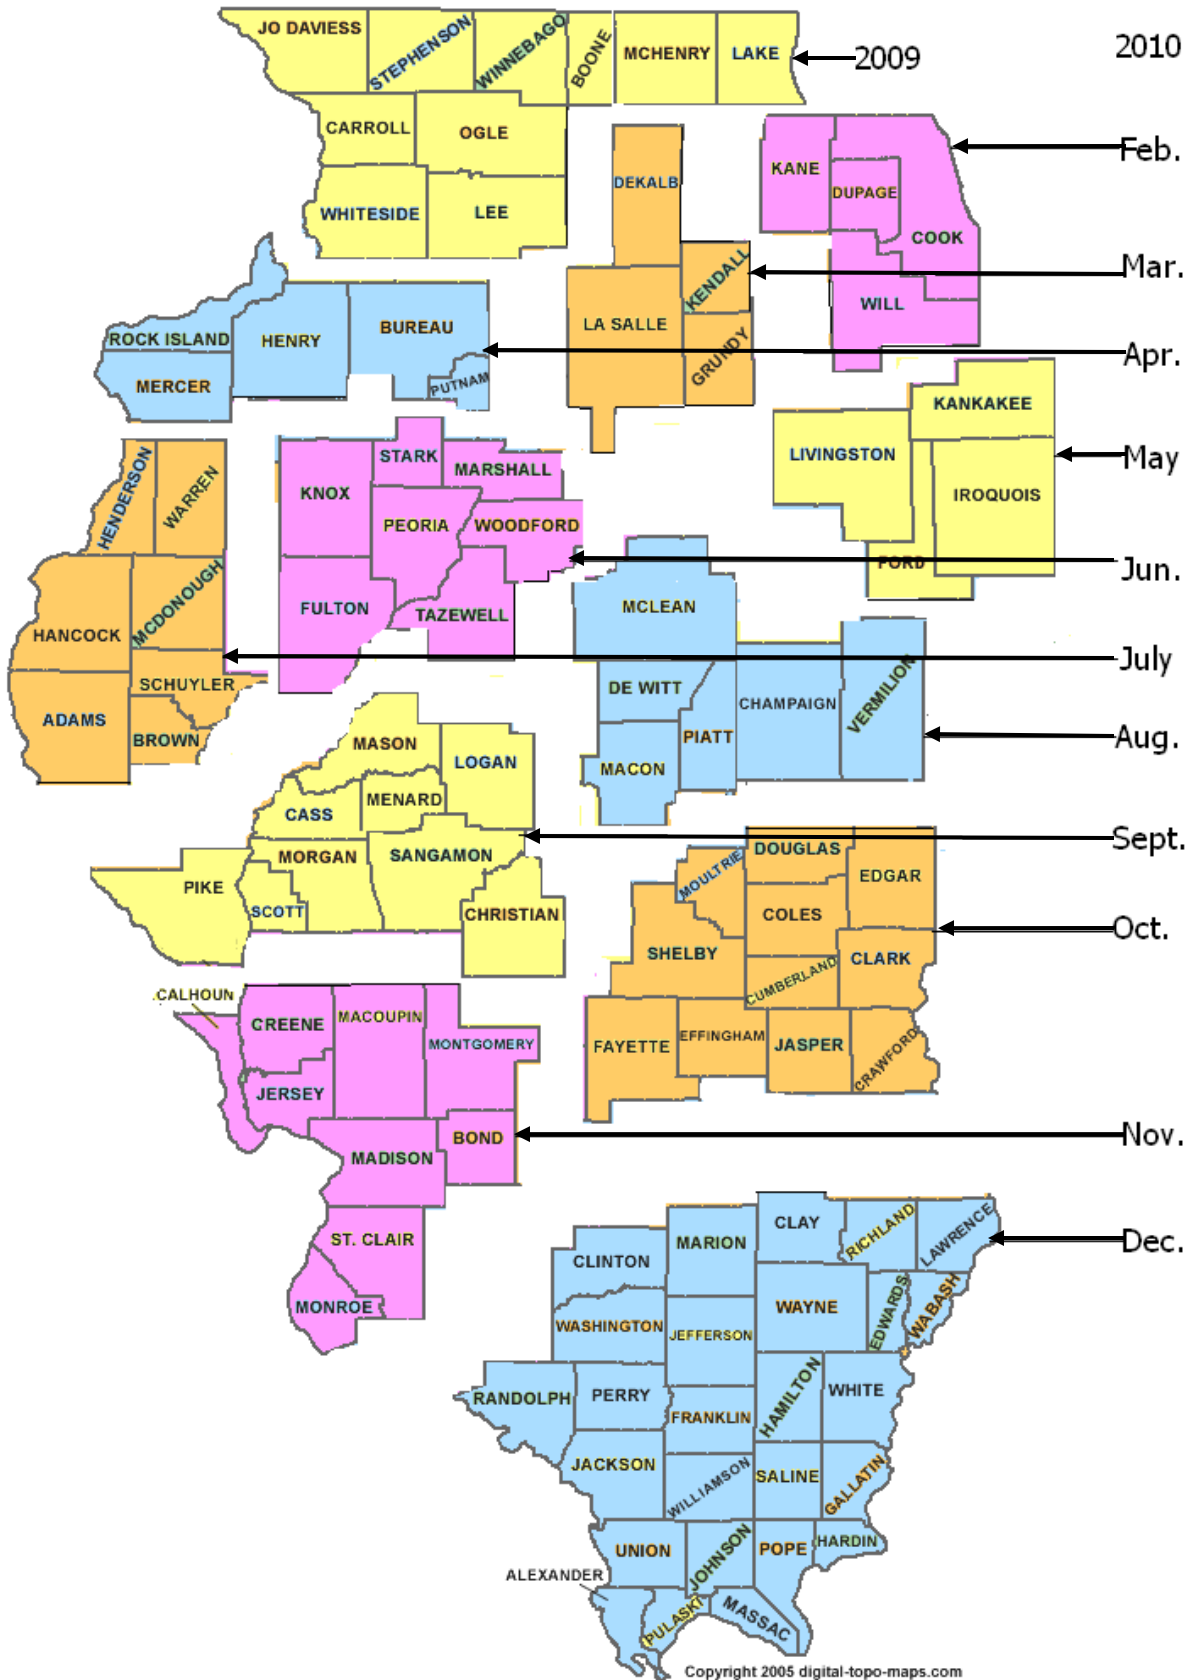 JO DAVIESS
STEPHENSON
WINNEBAGO
BOONE
MCHENRY
LAKE
2009
2010
CARROLL
OGLE
WHITESIDE
LEE
KANE
DUPAGE
COOK
WILL
Feb.
DEKALB
KENDALL
LA SALLE
GRUNDY
Mar.
ROCK ISLAND
HENRY
BUREAU
MERCER
PUTNAM
Apr.
KANKAKEE
LIVINGSTON
IROQUOIS
FORD
May
STARK
MARSHALL
KNOX
PEORIA
WOODFORD
FULTON
TAZEWELL
Jun.
HENDERSON
WARREN
HANCOCK
MCDONOUGH
SCHUYLER
ADAMS
BROWN
July
MCLEAN
DE WITT
CHAMPAIGN
VERMILION
PIATT
MACON
Aug.
MASON
LOGAN
CASS
MENARD
MORGAN
SANGAMON
PIKE
SCOTT
CHRISTIAN
Sept.
MOULTRIE
DOUGLAS
EDGAR
COLES
SHELBY
CUMBERLAND
CLARK
FAYETTE
EFFINGHAM
JASPER
CRAWFORD
Oct.
CALHOUN
GREENE
MACOUPIN
MONTGOMERY
JERSEY
BOND
MADISON
ST. CLAIR
MONROE
Nov.
CLAY
RICHLAND
LAWRENCE
MARION
CLINTON
WAYNE
EDWARDS
WABASH
WASHINGTON
JEFFERSON
RANDOLPH
PERRY
HAMILTON
WHITE
FRANKLIN
JACKSON
WILLIAMSON
SALINE
GALLATIN
UNION
JOHNSON
POPE
HARDIN
ALEXANDER
PULASKI
MASSAC
Dec.
Copyright 2005 digital-topo-maps.com